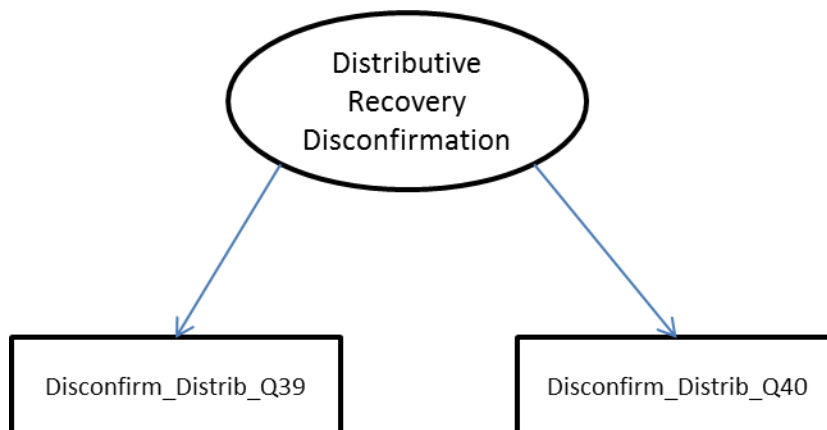 Distributive
Recovery
Disconfirmation
Disconfirm_Distrib_Q39
Disconfirm_Distrib_Q40